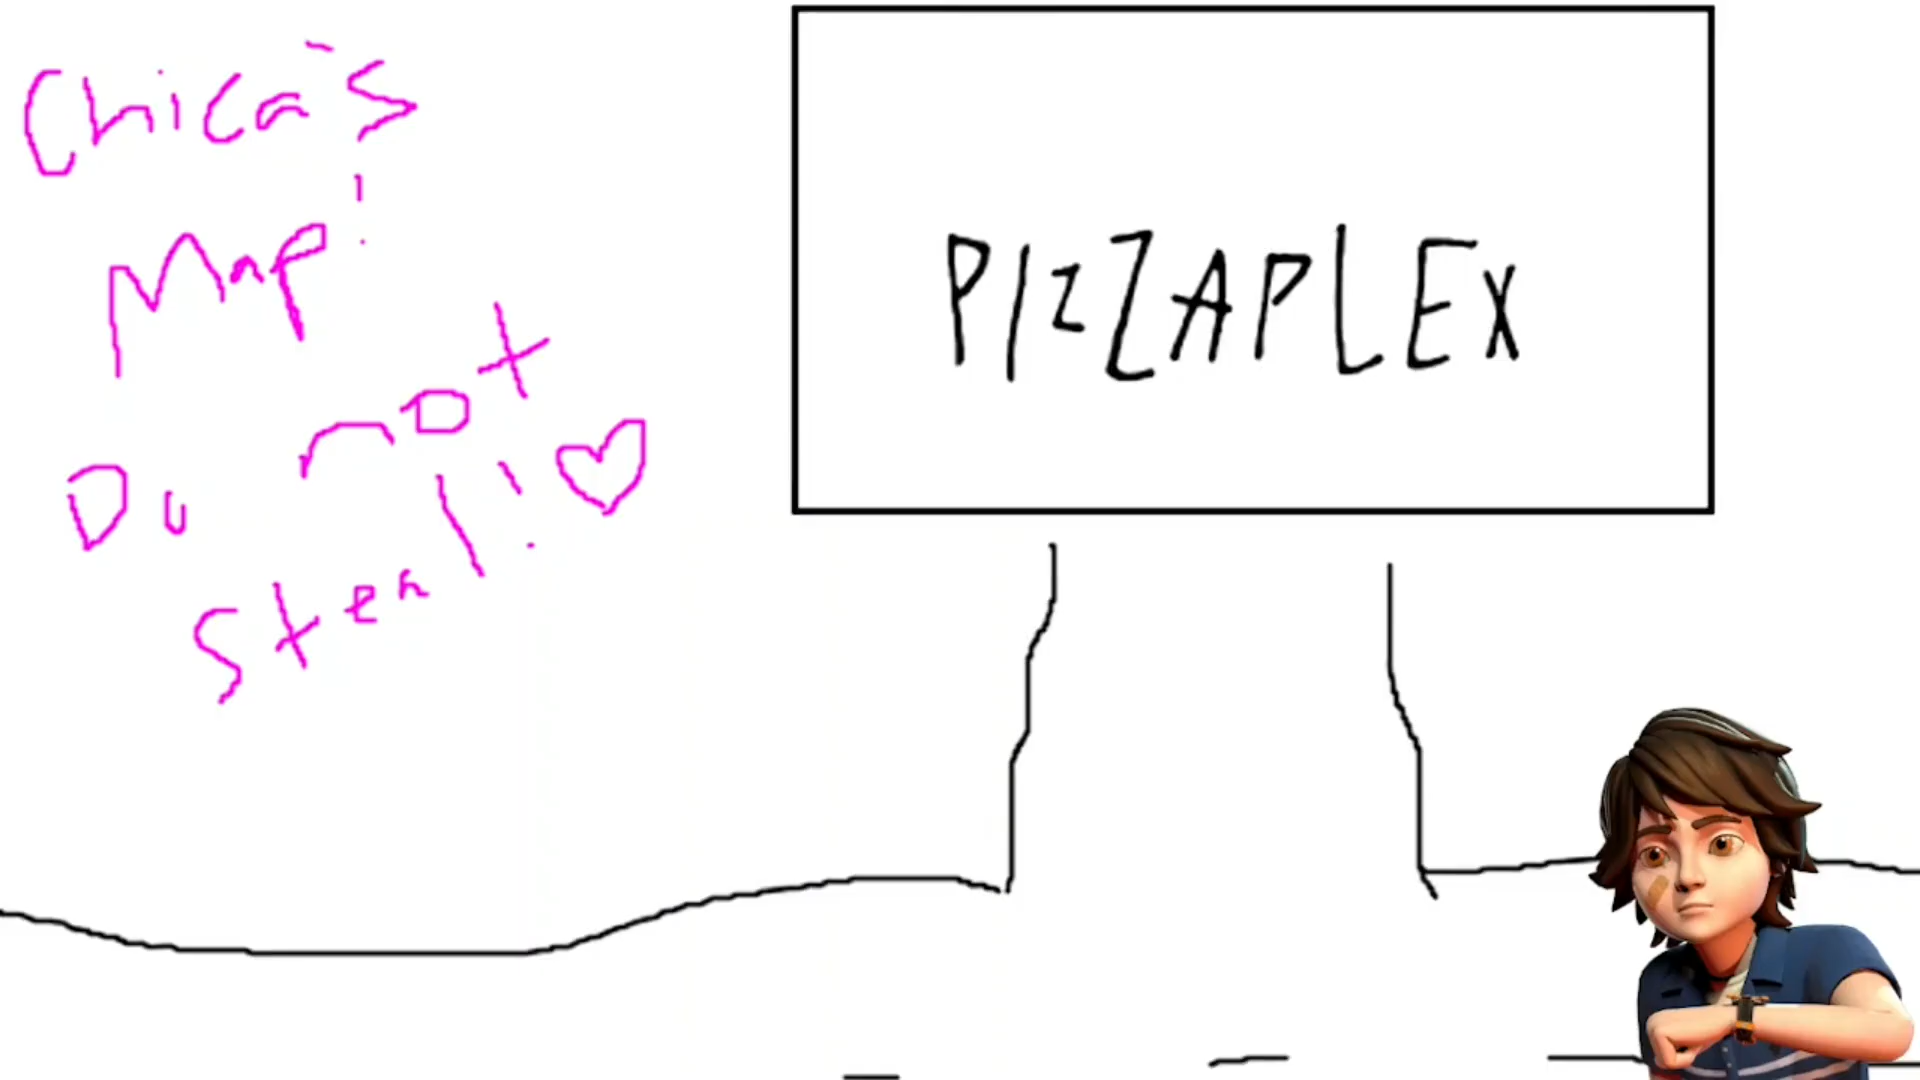 Chica's
Map!
Do not
Steal! ♡
PIZZAPLEX